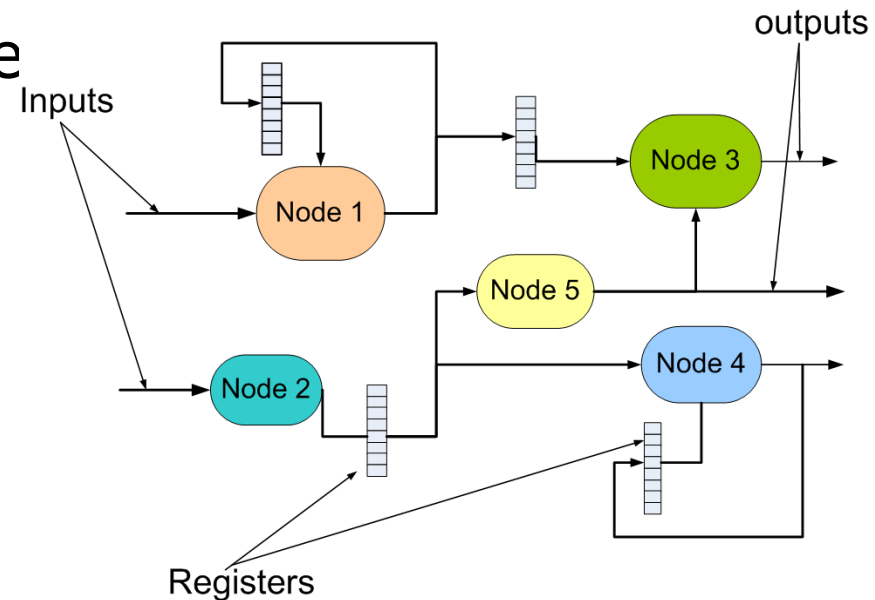 e
outputs
Inputs
Node 3
Node 1
Node 5
Node 4
Node 2
Registers